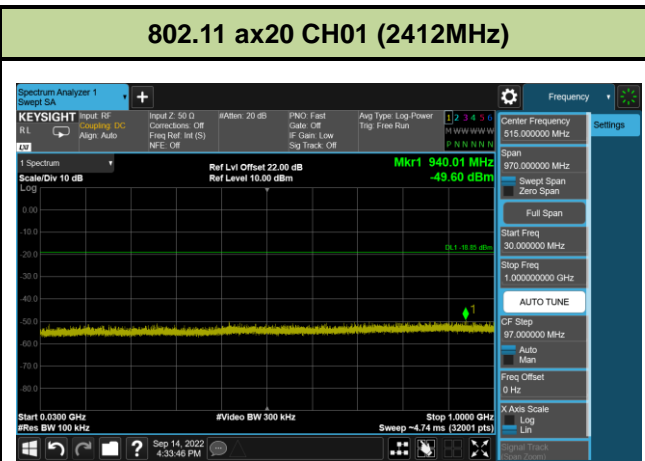 802.11 ax20 CH01 (2412MHz)
Spectrum Analyzer 1
Swept SA
+
Frequency
KEYSIGHT
RL
LXI
Input: RF
Coupling: DC
Align: Auto
Input Z: 50 Ω
Corrections: Off
Freq Ref: Int (S)
NFE: Off
#Atten: 20 dB
PNO: Fast
Gate: Off
IF Gain: Low
Sig Track: Off
Avg Type: Log-Power
Trig: Free Run
1 2 3 4 5 6
M W W W W W
P N N N N N
Center Frequency
515.000000 MHz
Settings
1 Spectrum
Scale/Div 10 dB
Log
Ref Lvl Offset 22.00 dB
Ref Level 10.00 dBm
Mkr1 940.01 MHz
-49.60 dBm
Span
970.000000 MHz
Swept Span
Zero Span
Full Span
Start Freq
30.000000 MHz
Stop Freq
1.000000000 GHz
AUTO TUNE
CF Step
97.000000 MHz
Auto
Man
Freq Offset
0 Hz
X Axis Scale
Log
Lin
Signal Track
(Span Zoom)
0.00
-10.0
-20.0
-30.0
-40.0
-50.0
-60.0
-70.0
-80.0
DL1 -18.85 dBm
1
Start 0.0300 GHz
#Res BW 100 kHz
#Video BW 300 kHz
Stop 1.0000 GHz
Sweep ~4.74 ms (32001 pts)
?
Sep 14, 2022
4:33:46 PM